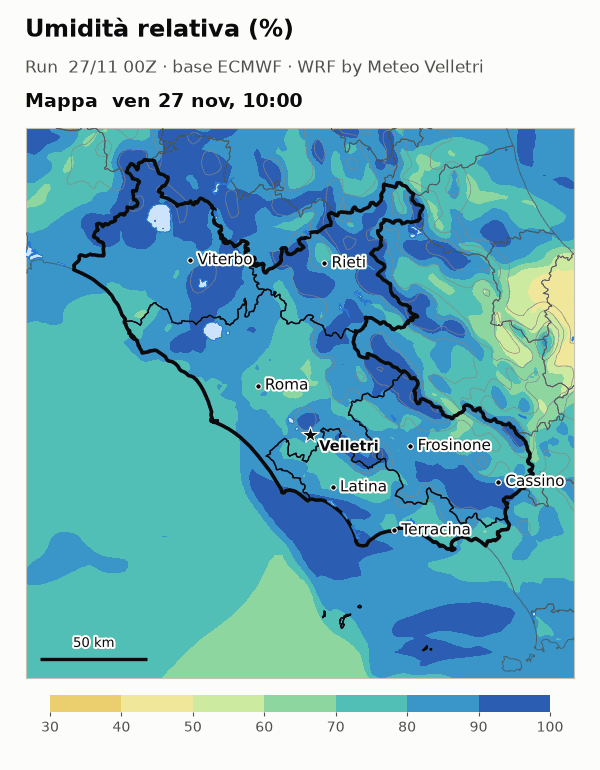 Umidità relativa (%)
Run  27/11 00Z · base ECMWF · WRF by Meteo Velletri
Mappa  ven 27 nov, 10:00
Viterbo
Rieti
Roma
Velletri
Frosinone
Cassino
Latina
Terracina
50 km
30 40 50 60 70 80 90 100